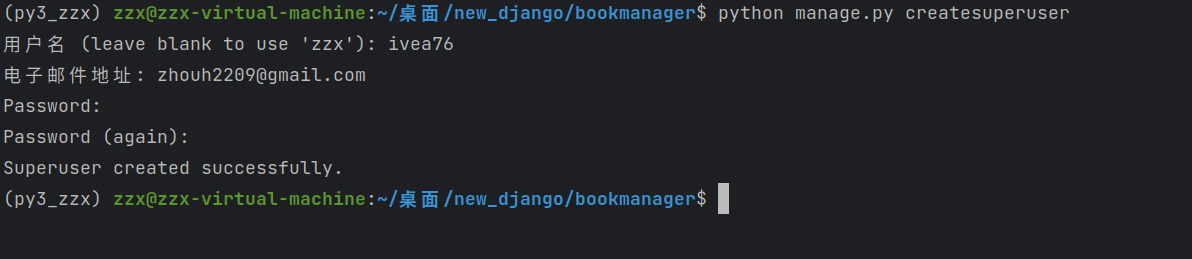 (py3_zzx) zzx@zzx-virtual-machine:~/桌面/new_django/bookmanager$ python manage.py createsuperuser
用户名 (leave blank to use 'zzx'): ivea76
电子邮件地址: zhouh2209@gmail.com
Password:
Password (again):
Superuser created successfully.
(py3_zzx) zzx@zzx-virtual-machine:~/桌面/new_django/bookmanager$